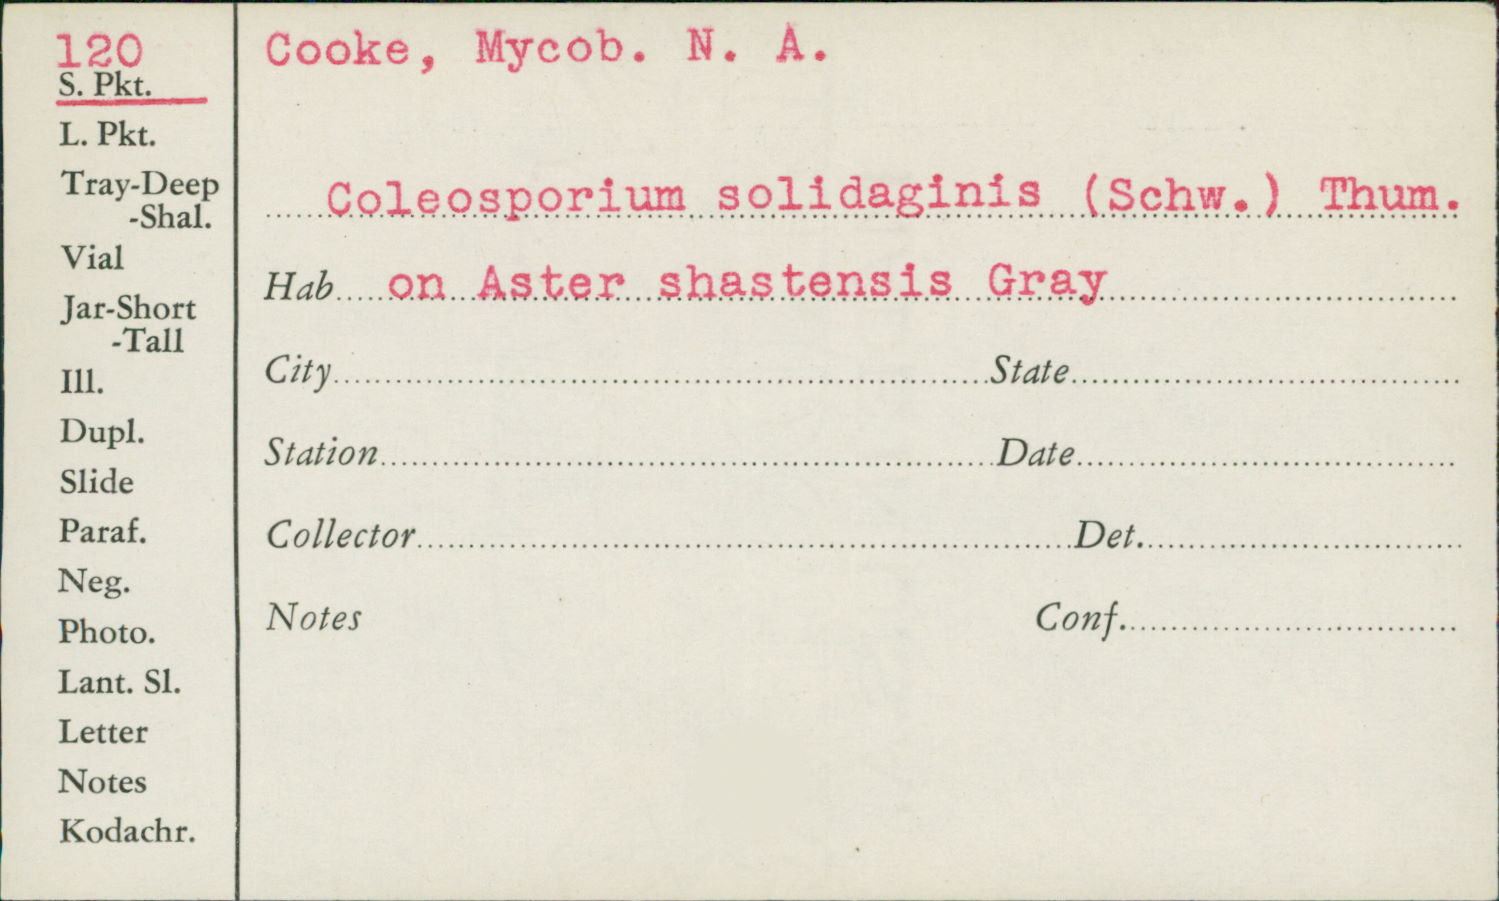 120
S. Pkt.
L. Pkt.
Tray-Deep
-Shal.
Vial
Jar-Short
-Tall
Ill.
Dupl.
Slide
Paraf.
Neg.
Photo.
Lant. Sl.
Letter
Notes
Kodachr.
Cooke, Mycob. N. A.
Coleosporium solidaginis (Schw.) Thum.
Hab on Aster shastensis Gray
City State
Station Date
Collector Det.
Notes Conf.